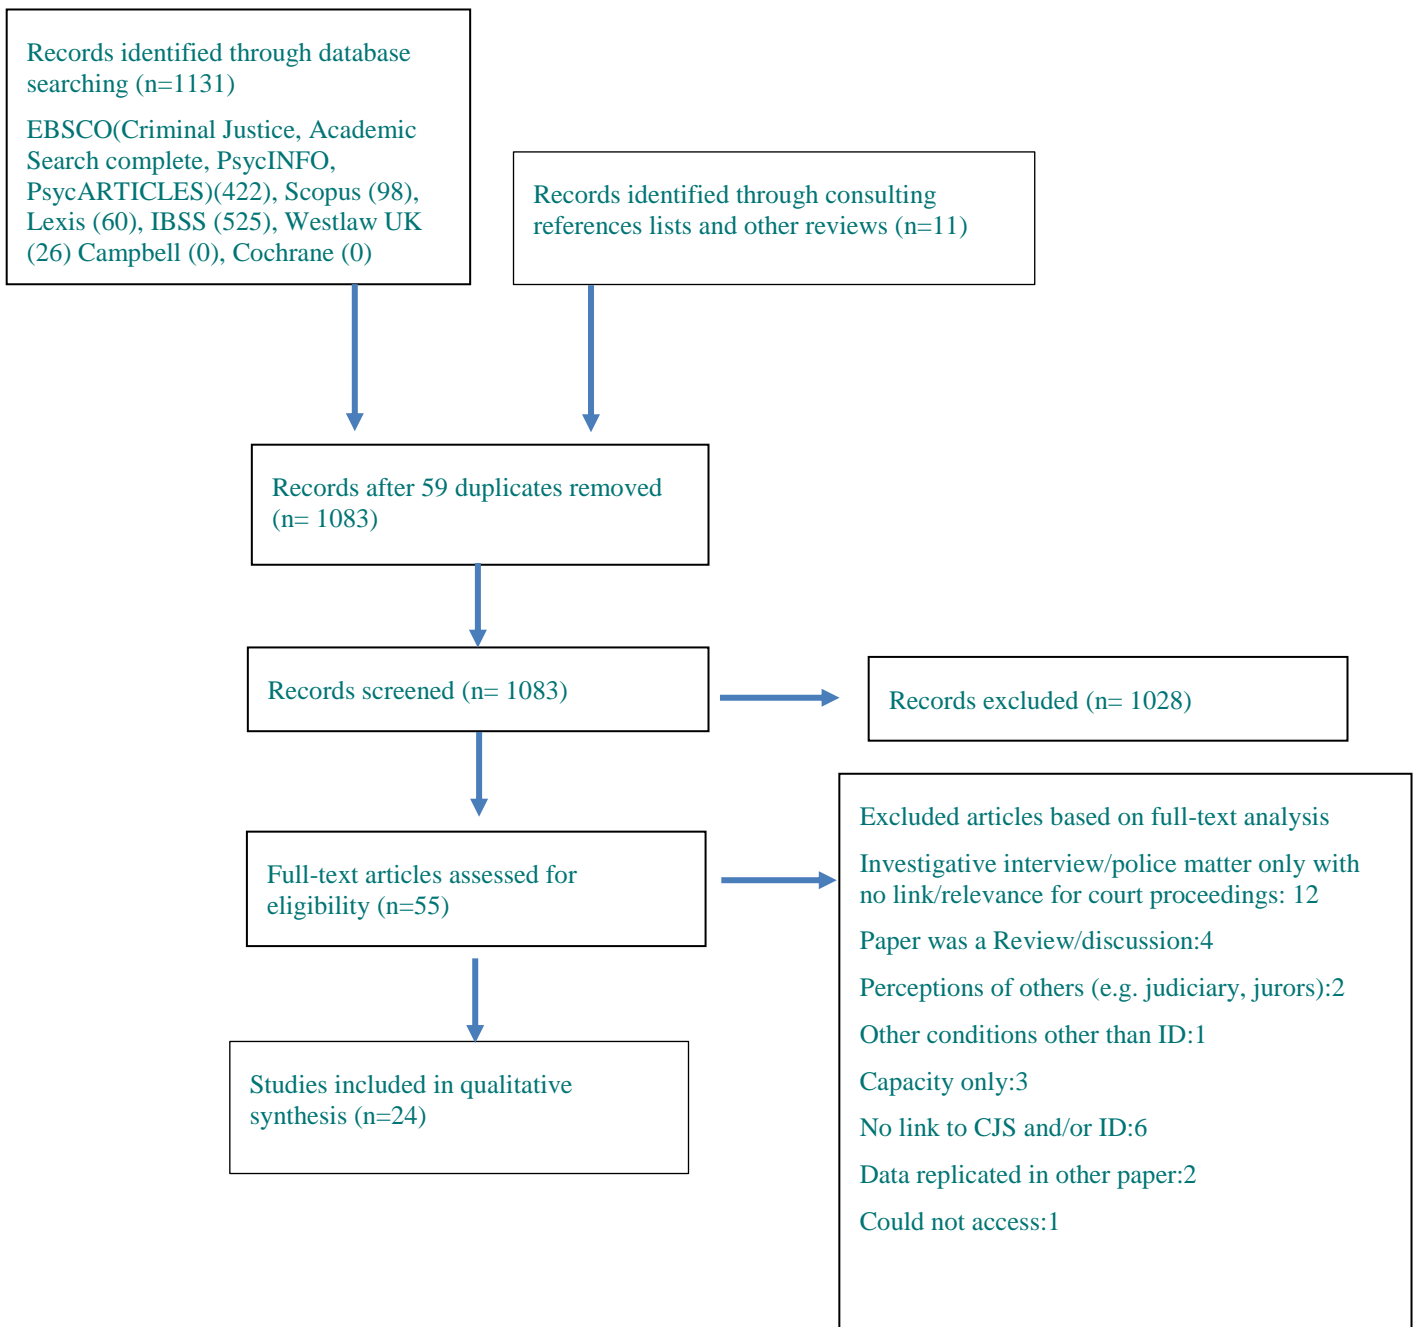 Records identified through database
searching (n=1131)
EBSCO(Criminal Justice, Academic
Search complete, PsycINFO,
PsycARTICLES)(422), Scopus (98),
Lexis (60), IBSS (525), Westlaw UK
(26) Campbell (0), Cochrane (0)
Records identified through consulting
references lists and other reviews (n=11)
Records after 59 duplicates removed
(n= 1083)
Records screened (n= 1083)
Records excluded (n= 1028)
Full-text articles assessed for
eligibility (n=55)
Excluded articles based on full-text analysis
Investigative interview/police matter only with
no link/relevance for court proceedings: 12
Paper was a Review/discussion:4
Perceptions of others (e.g. judiciary, jurors):2
Other conditions other than ID:1
Capacity only:3
No link to CJS and/or ID:6
Data replicated in other paper:2
Could not access:1
Studies included in qualitative
synthesis (n=24)